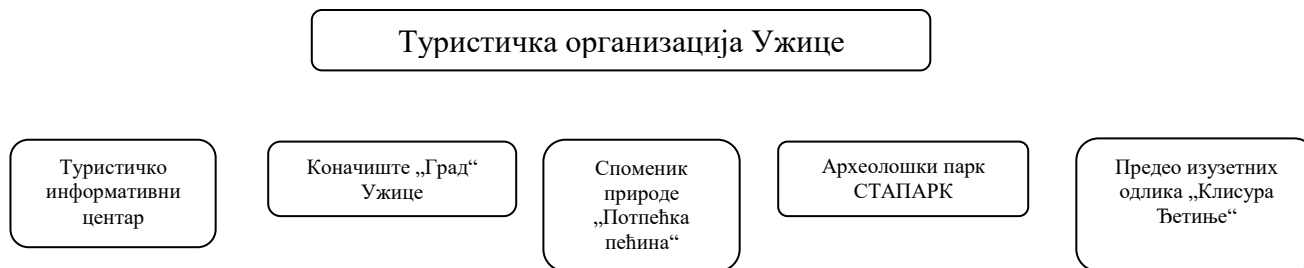 Туристичка организација Ужице
Туристичко
информативни
центар
Коначиште „Град“
Ужице
Споменик
природе
„Потпећка
пећина“
Археолошки парк
СТАПАРК
Предео изузетних
одлика „Клисура
Ђетиње“